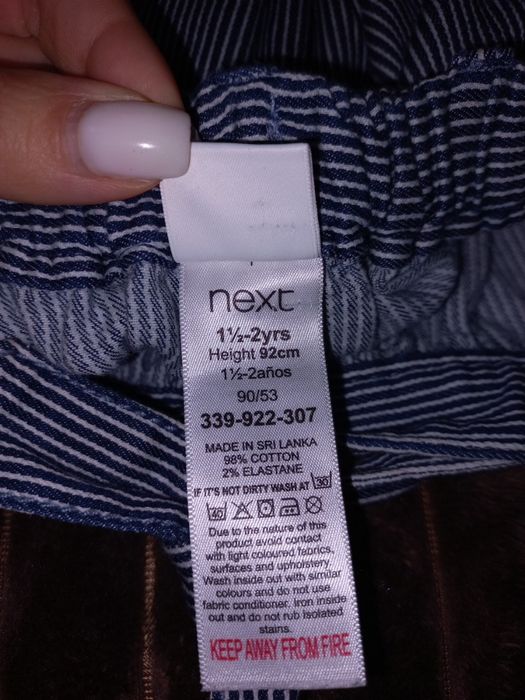 next
1½-2yrs
Height 92cm
1½-2años
90/53
339-922-307
MADE IN SRI LANKA
98% COTTON
2% ELASTANE
IF IT'S NOT DIRTY WASH AT 30
40
Due to the nature of this
product avoid contact
with light coloured fabrics,
surfaces and upholstery.
Wash inside out with similar
colours and do not use
fabric conditioner. Iron inside
out and do not rub isolated
stains.
KEEP AWAY FROM FIRE